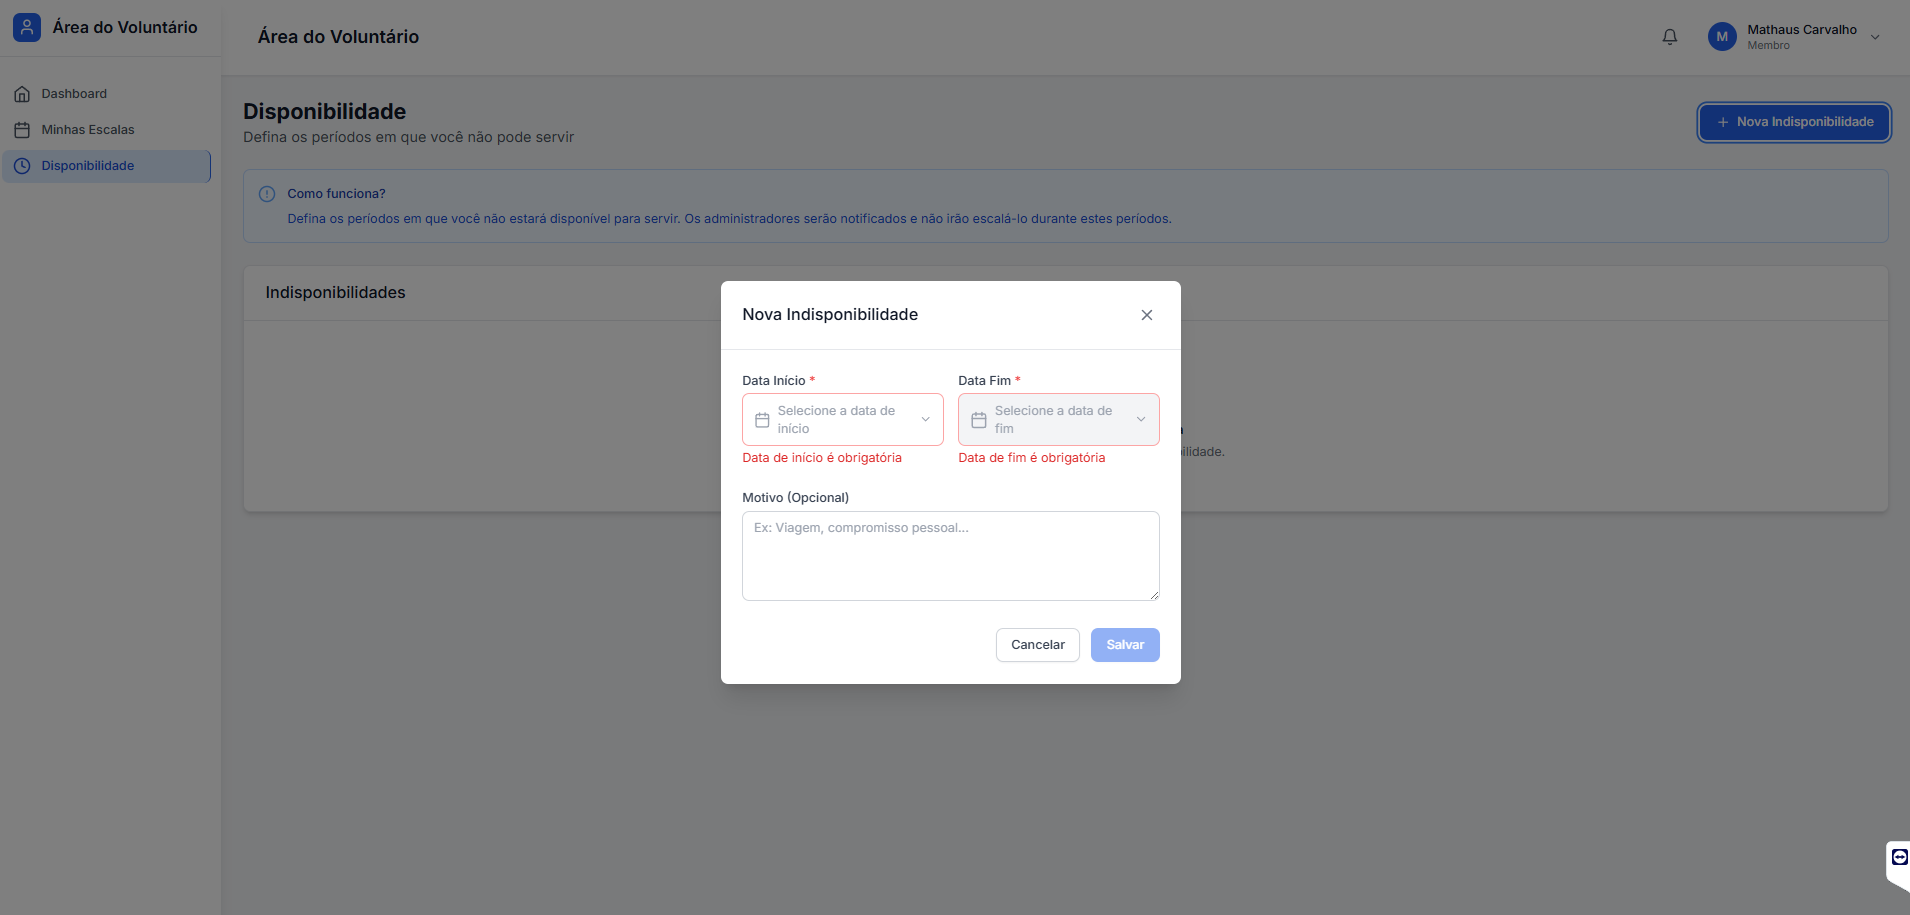 Área do Voluntário
Área do Voluntário
M
Mathaus Carvalho
Membro
Dashboard
Minhas Escalas
Disponibilidade
Disponibilidade
Defina os períodos em que você não pode servir
+ Nova Indisponibilidade
Como funciona?
Defina os períodos em que você não estará disponível para servir. Os administradores serão notificados e não irão escalá-lo durante estes períodos.
Indisponibilidades
Nova Indisponibilidade
Data Início *
Data Fim *
Selecione a data de
início
Selecione a data de
fim
Data de início é obrigatória
Data de fim é obrigatória
Motivo (Opcional)
Ex: Viagem, compromisso pessoal...
Cancelar
Salvar